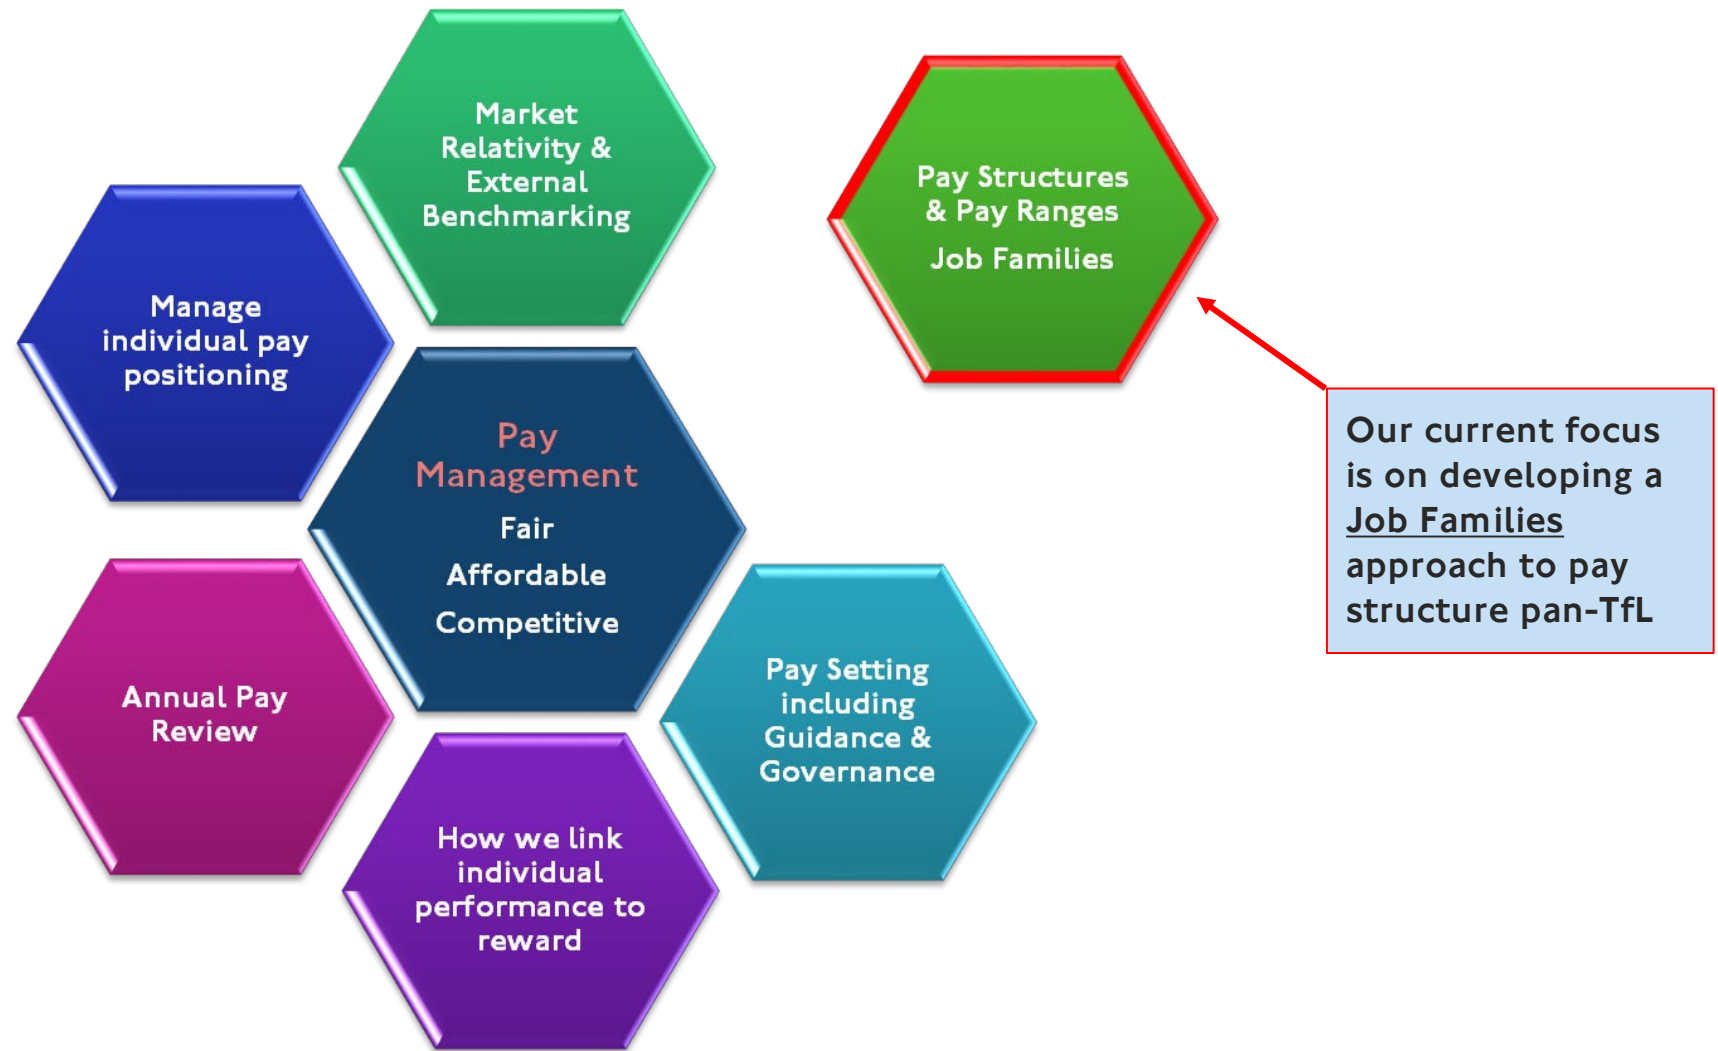 Market
Relativity &
External
Benchmarking
Pay Structures
& Pay Ranges
Job Families
Manage
individual pay
positioning
Pay
Management
Fair
Affordable
Competitive
Our current focus
is on developing a
Job Families
approach to pay
structure pan-TfL
Annual Pay
Review
Pay Setting
including
Guidance &
Governance
How we link
individual
performance to
reward